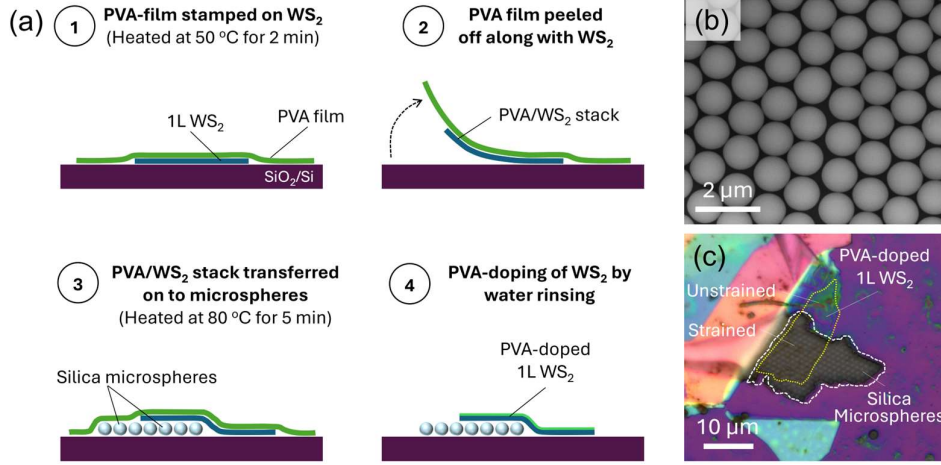 (a)
1
PVA-film stamped on WS₂
(Heated at 50 °C for 2 min)
1L WS₂
PVA film
SiO₂/Si
2
PVA film peeled
off along with WS₂
PVA/WS₂ stack
3
PVA/WS₂ stack transferred
on to microspheres
(Heated at 80 °C for 5 min)
Silica microspheres
4
PVA-doping of WS₂ by
water rinsing
PVA-doped
1L WS₂
(b)
2 µm
(c)
PVA-doped
1L WS₂
Unstrained
Strained
Silica
Microspheres
10 µm